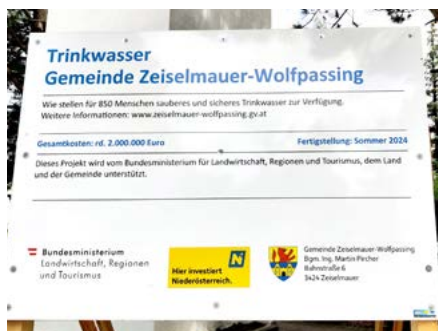 Trinkwasser
Gemeinde Zeiselmauer-Wolfpassing
Wie stellen für 850 Menschen sauberes und sicheres Trinkwasser zur Verfügung.
Weitere Informationen: www.zeiselmauer-wolfpassing.gv.at
Gesamtkosten: rd. 2.000.000 Euro
Fertigstellung: Sommer 2024
Dieses Projekt wird vom Bundesministerium für Landwirtschaft, Regionen und Tourismus, dem Land
und der Gemeinde unterstützt.
Bundesministerium
Landwirtschaft, Regionen
und Tourismus
N
Hier investiert
Niederösterreich.
Gemeinde Zeiselmauer-Wolfpassing
Bgm. Ing. Martin Pircher
Bahnstraße 6
3424 Zeiselmauer